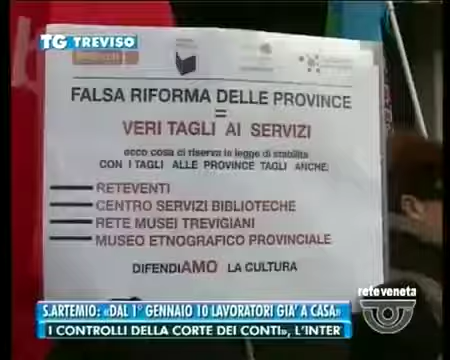 TG TREVISO
FALSA RIFORMA DELLE PROVINCE
=
VERI TAGLI AI SERVIZI
ecco cosa ci riserva la legge di stabilità
CON I TAGLI ALLE PROVINCE TAGLI ANCHE:
RETEVENTI
CENTRO SERVIZI BIBLIOTECHE
RETE MUSEI TREVIGIANI
MUSEO ETNOGRAFICO PROVINCIALE
DIFENDIAMO LA CULTURA
reteveneta
S.ARTEMIO: «DAL 1° GENNAIO 10 LAVORATORI GIA' A CASA»
I CONTROLLI DELLA CORTE DEI CONTI», L'INTER